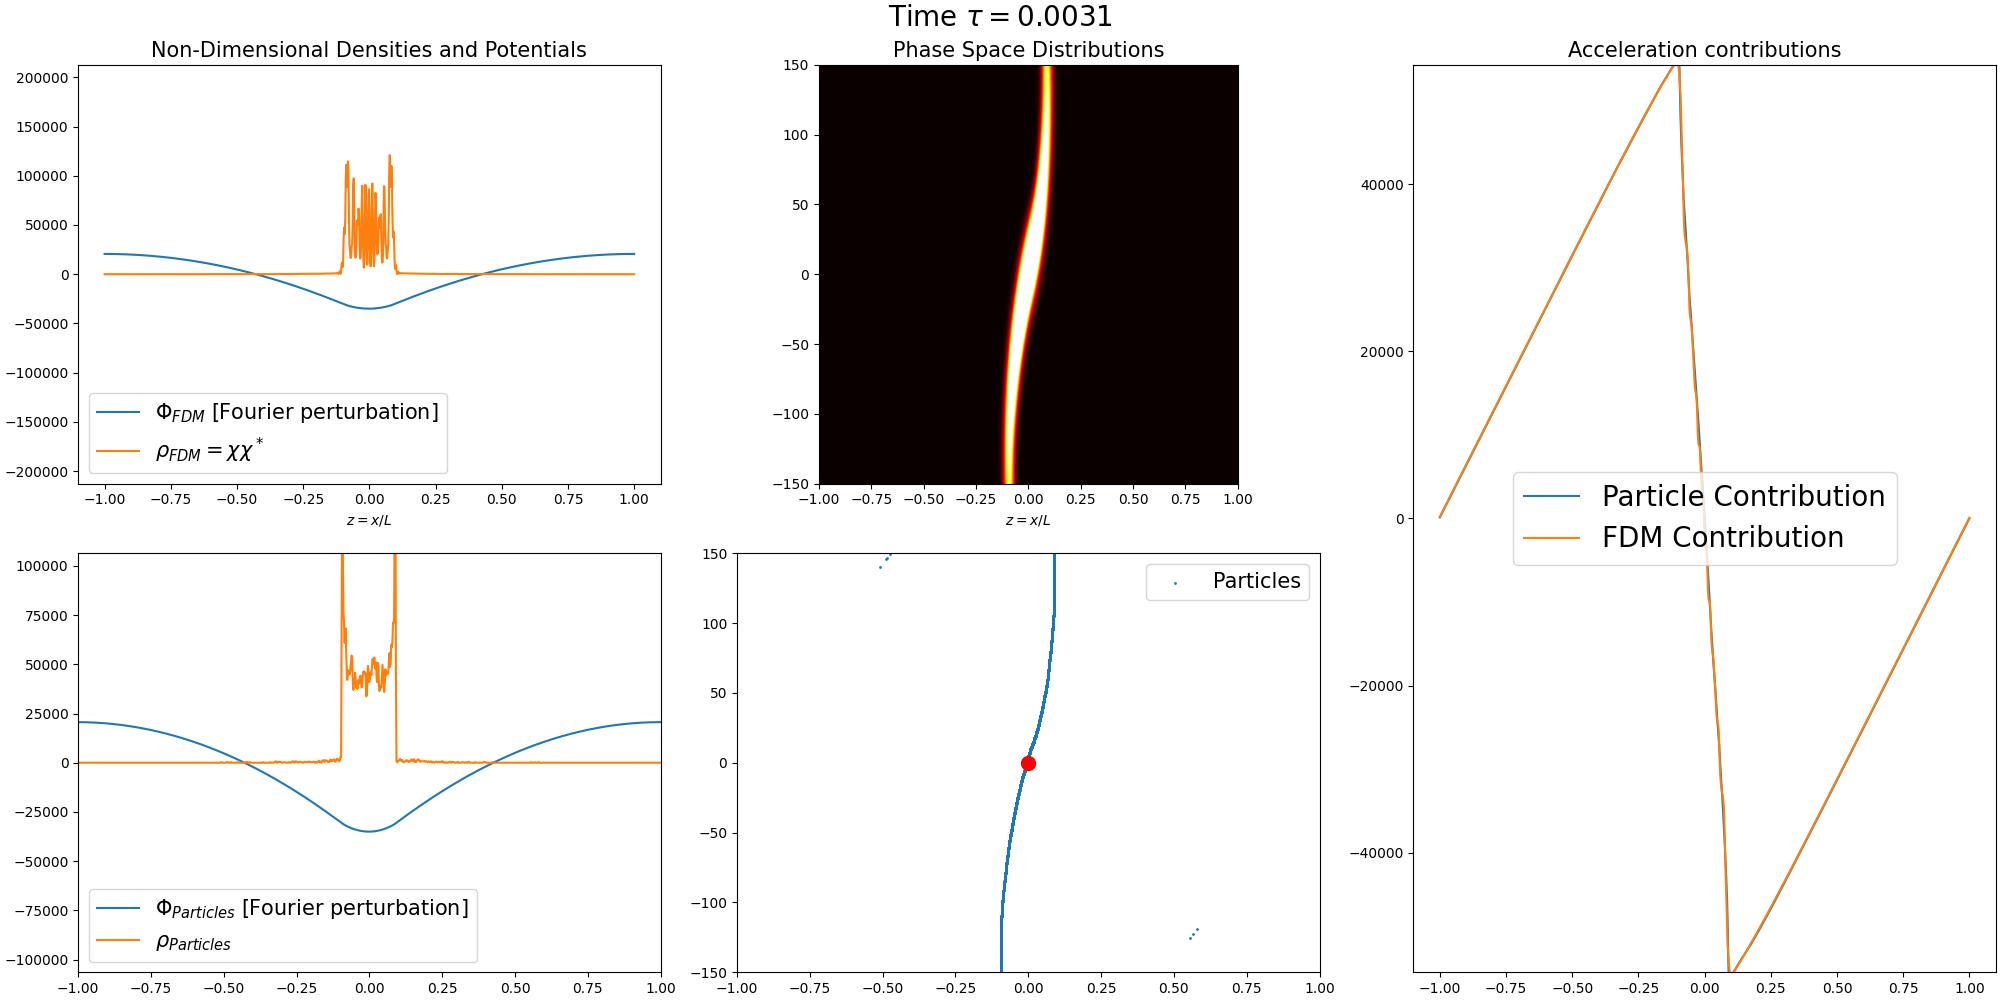 Time τ = 0.0031
Non-Dimensional Densities and Potentials
200000
150000
100000
50000
0
−50000
−100000
−150000
−200000
Φ_FDM [Fourier perturbation]
ρ_FDM = χχ*
−1.00 −0.75 −0.50 −0.25 0.00 0.25 0.50 0.75 1.00
z = x/L
Phase Space Distributions
150
100
50
0
−50
−100
−150
−1.00 −0.75 −0.50 −0.25 0.00 0.25 0.50 0.75 1.00
z = x/L
Acceleration contributions
40000
20000
0
−20000
−40000
Particle Contribution
FDM Contribution
−1.00 −0.75 −0.50 −0.25 0.00 0.25 0.50 0.75 1.00
100000
75000
50000
25000
0
−25000
−50000
−75000
−100000
Φ_Particles [Fourier perturbation]
ρ_Particles
−1.00 −0.75 −0.50 −0.25 0.00 0.25 0.50 0.75 1.00
150
100
50
0
−50
−100
−150
Particles
−1.00 −0.75 −0.50 −0.25 0.00 0.25 0.50 0.75 1.00